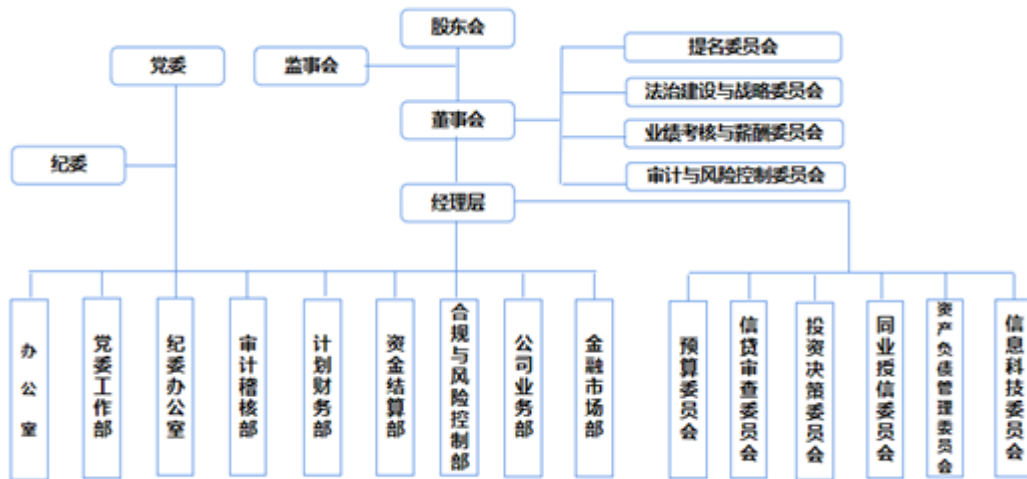 股东会
提名委员会
党委
监事会
法治建设与战略委员会
董事会
业绩考核与薪酬委员会
纪委
审计与风险控制委员会
经理层
办公室
党委工作部
纪委办公室
审计稽核部
计划财务部
资金结算部
合规与风险控制部
公司业务部
金融市场部
预算委员会
信贷审查委员会
投资决策委员会
同业授信委员会
资产负债管理委员会
信息科技委员会